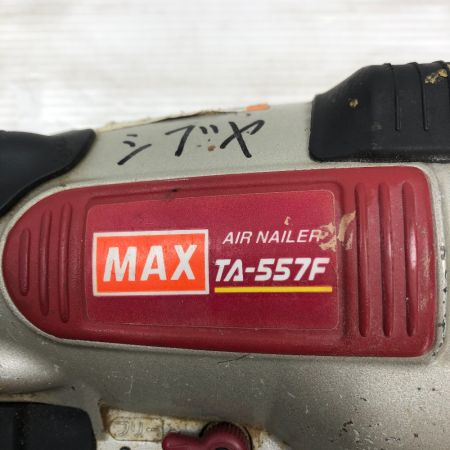 シブヤ
AIR NAILER
MAX
TA-557F